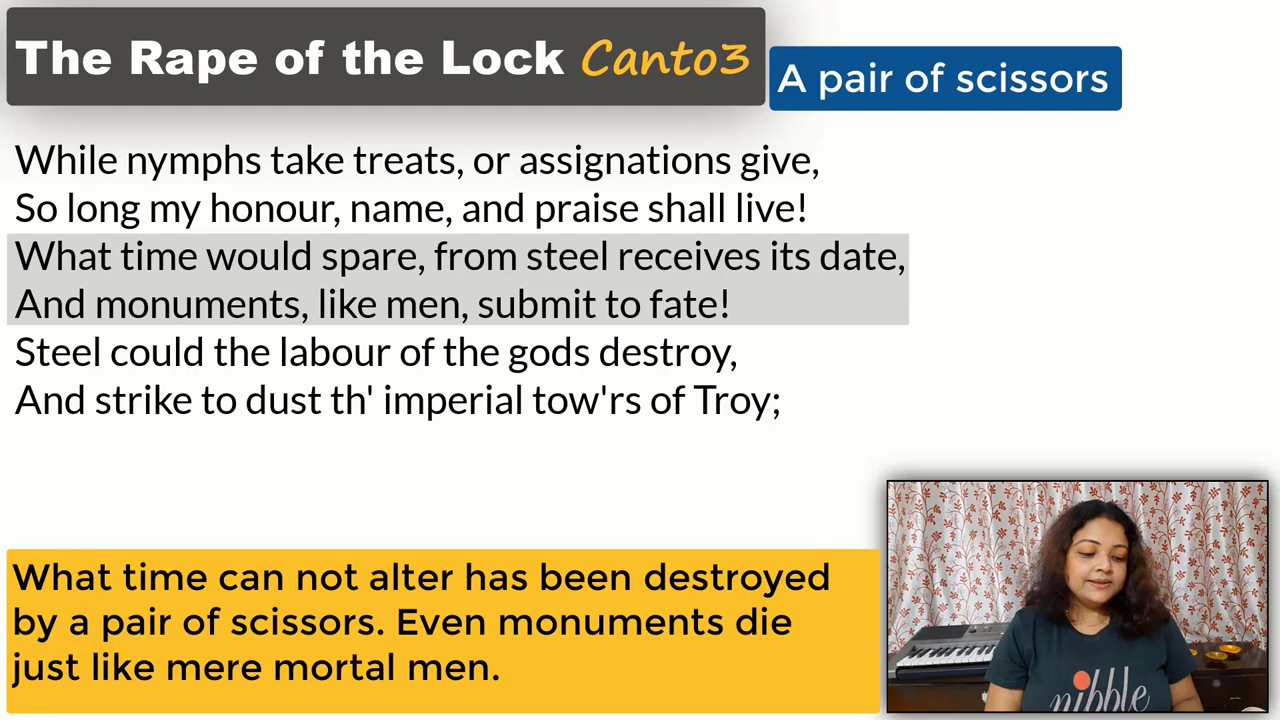 The Rape of the Lock Canto3
A pair of scissors
While nymphs take treats, or assignations give,
So long my honour, name, and praise shall live!
What time would spare, from steel receives its date,
And monuments, like men, submit to fate!
Steel could the labour of the gods destroy,
And strike to dust th' imperial tow'rs of Troy;
What time can not alter has been destroyed
by a pair of scissors. Even monuments die
just like mere mortal men.
nibble